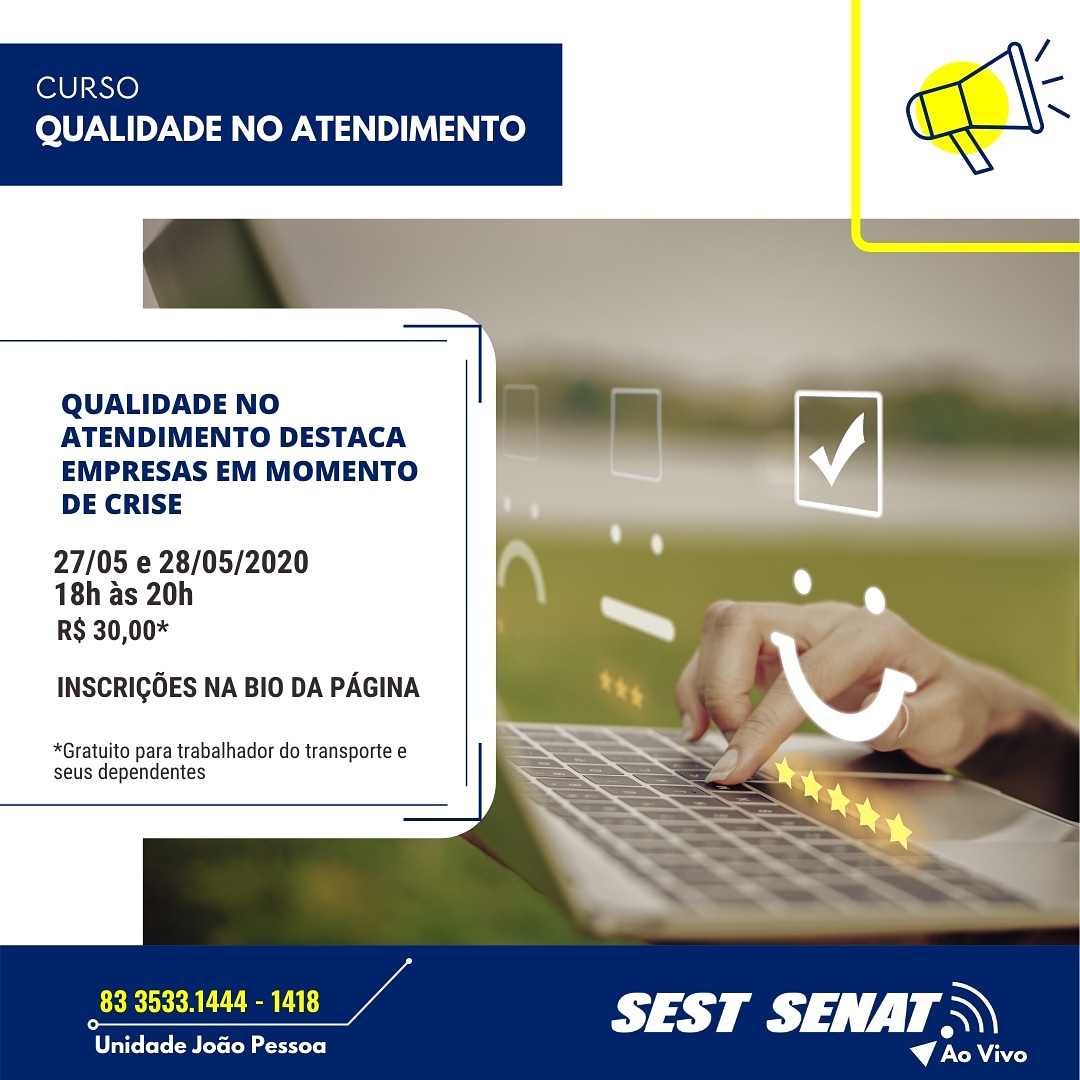 CURSO
QUALIDADE NO ATENDIMENTO
QUALIDADE NO
ATENDIMENTO DESTACA
EMPRESAS EM MOMENTO
DE CRISE
27/05 e 28/05/2020
18h às 20h
R$ 30,00*
INSCRIÇÕES NA BIO DA PÁGINA
*Gratuito para trabalhador do transporte e
seus dependentes
83 3533.1444 - 1418
Unidade João Pessoa
SEST SENAT
Ao Vivo